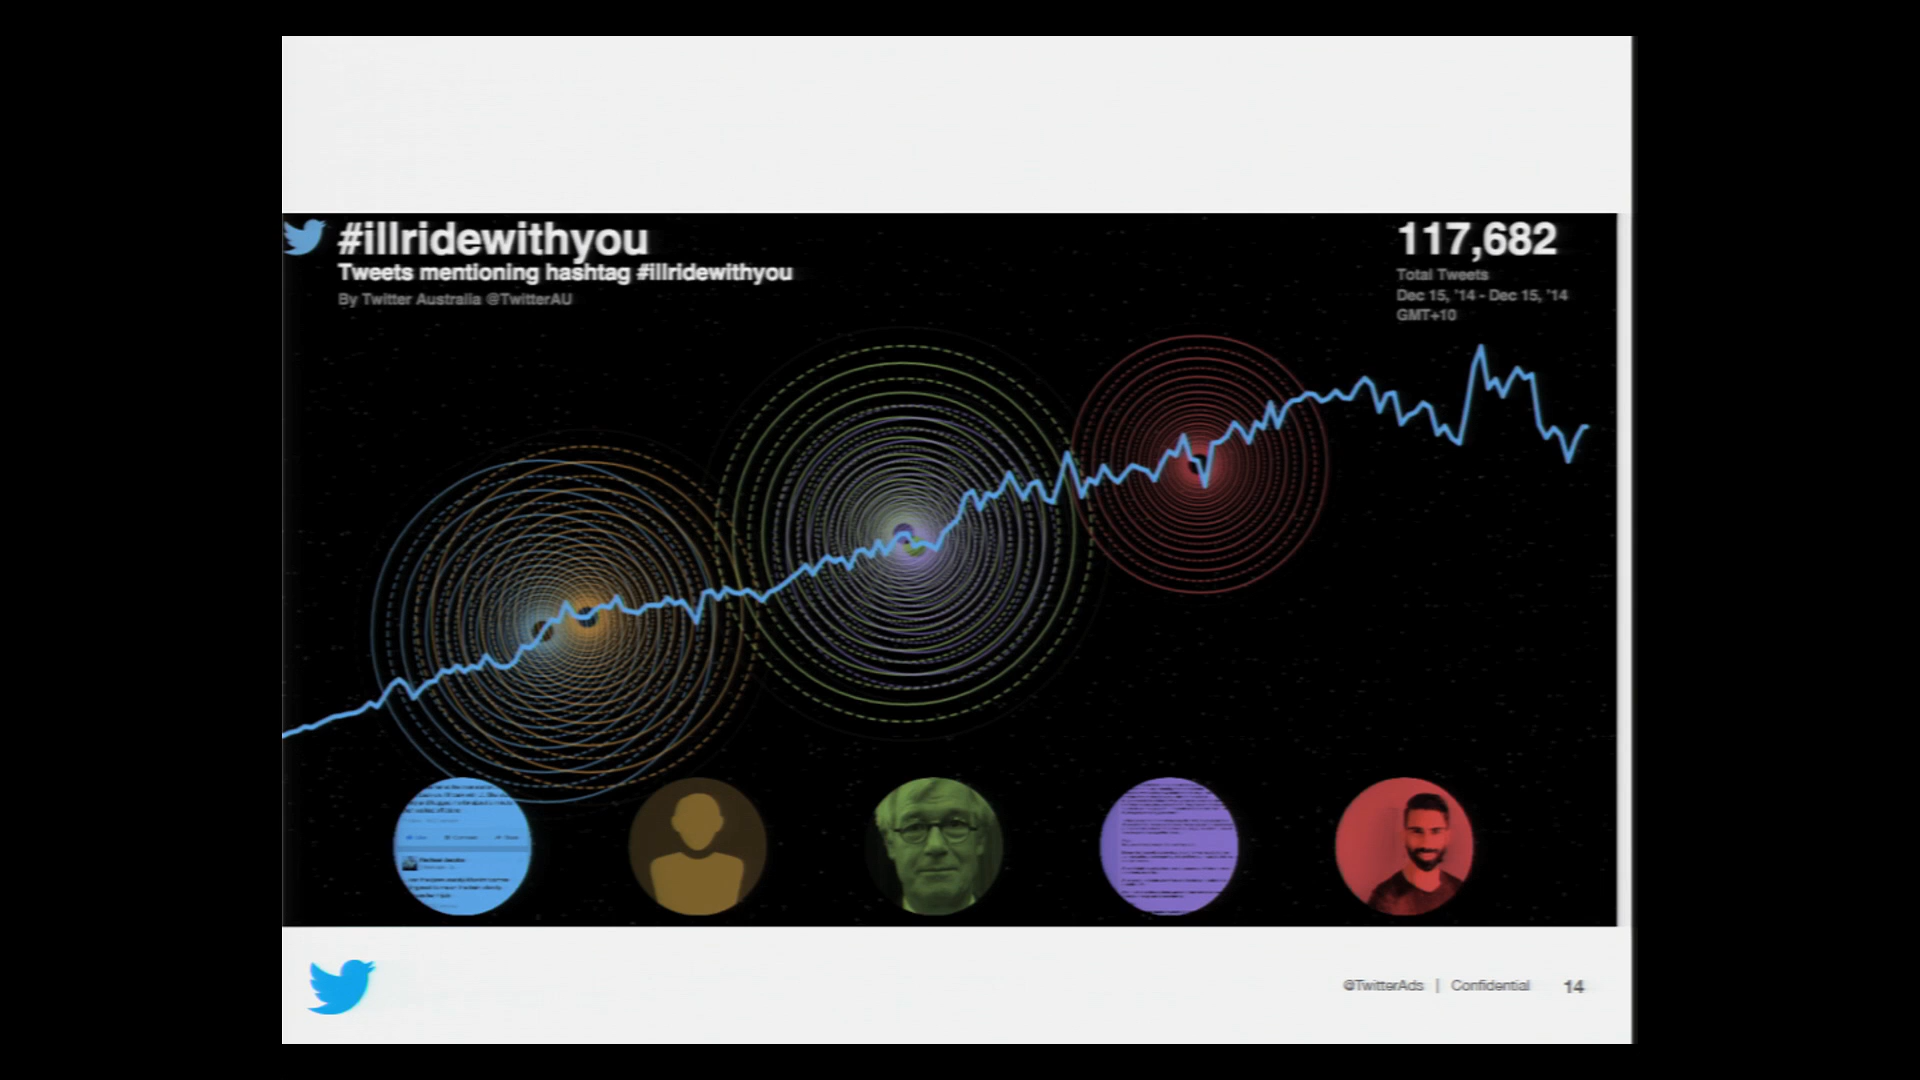 #illridewithyou
Tweets mentioning hashtag #illridewithyou
By Twitter Australia @TwitterAU
117,682
Total Tweets
Dec 15, '14 - Dec 15, '14
GMT+10
@TwitterAds | Confidential 14